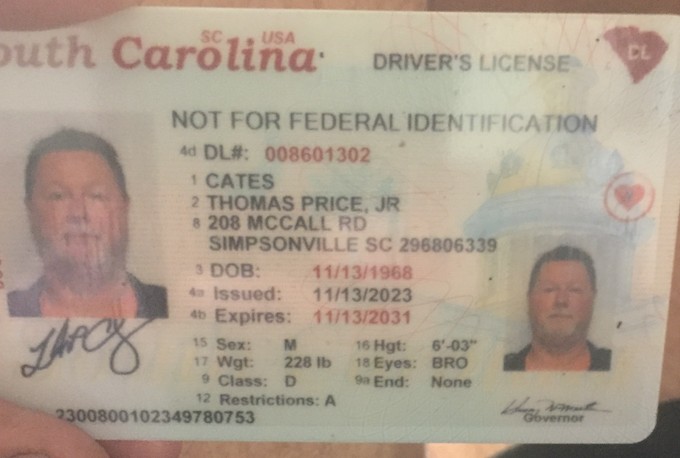 outh Carolina
SC USA
DRIVER'S LICENSE
DL
NOT FOR FEDERAL IDENTIFICATION
4d DL#: 008601302
1 CATES
2 THOMAS PRICE, JR
8 208 MCCALL RD
SIMPSONVILLE SC 296806339
3 DOB: 11/13/1968
4a Issued: 11/13/2023
4b Expires: 11/13/2031
15 Sex: M 16 Hgt: 6'-03"
17 Wgt: 228 lb 18 Eyes: BRO
9 Class: D 9a End: None
12 Restrictions: A
2300800102349780753
Governor